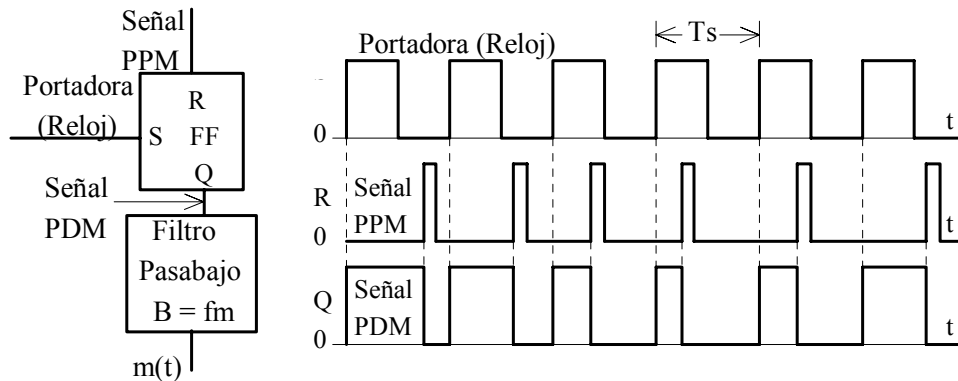 Señal
PPM
Portadora
(Reloj)
R
S
FF
Q
Señal
PDM
Filtro
Pasabajo
B = fm
m(t)
Portadora (Reloj)
Ts
0
t
R
Señal
PPM
0
t
Q
Señal
PDM
0
t